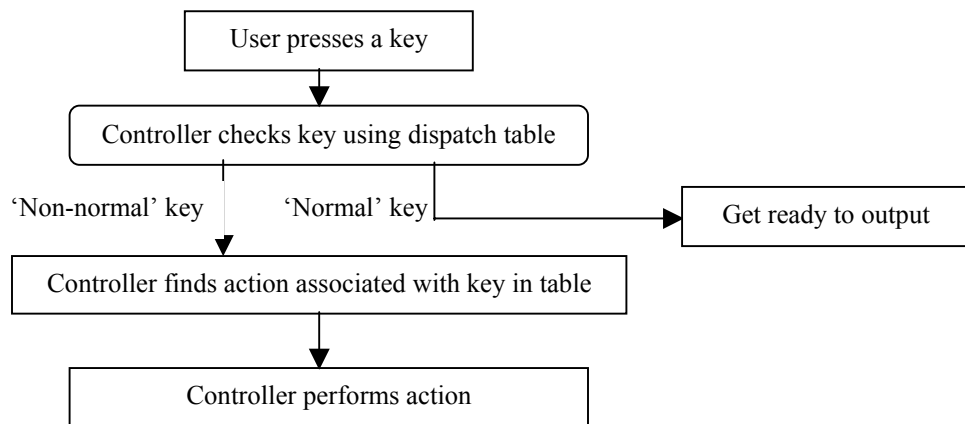 User presses a key
Controller checks key using dispatch table
‘Non-normal’ key
‘Normal’ key
Get ready to output
Controller finds action associated with key in table
Controller performs action